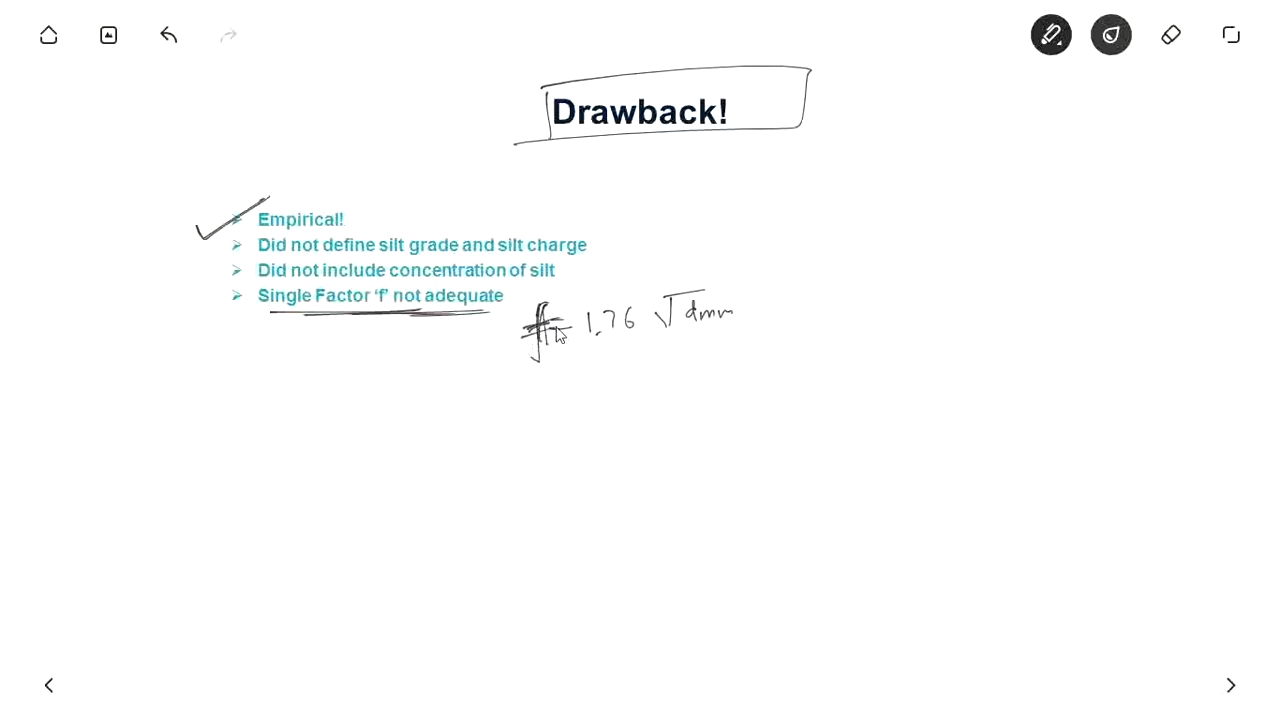 Drawback!
Empirical!
Did not define silt grade and silt charge
Did not include concentration of silt
Single Factor 'f' not adequate
f = 1.76 √dmm